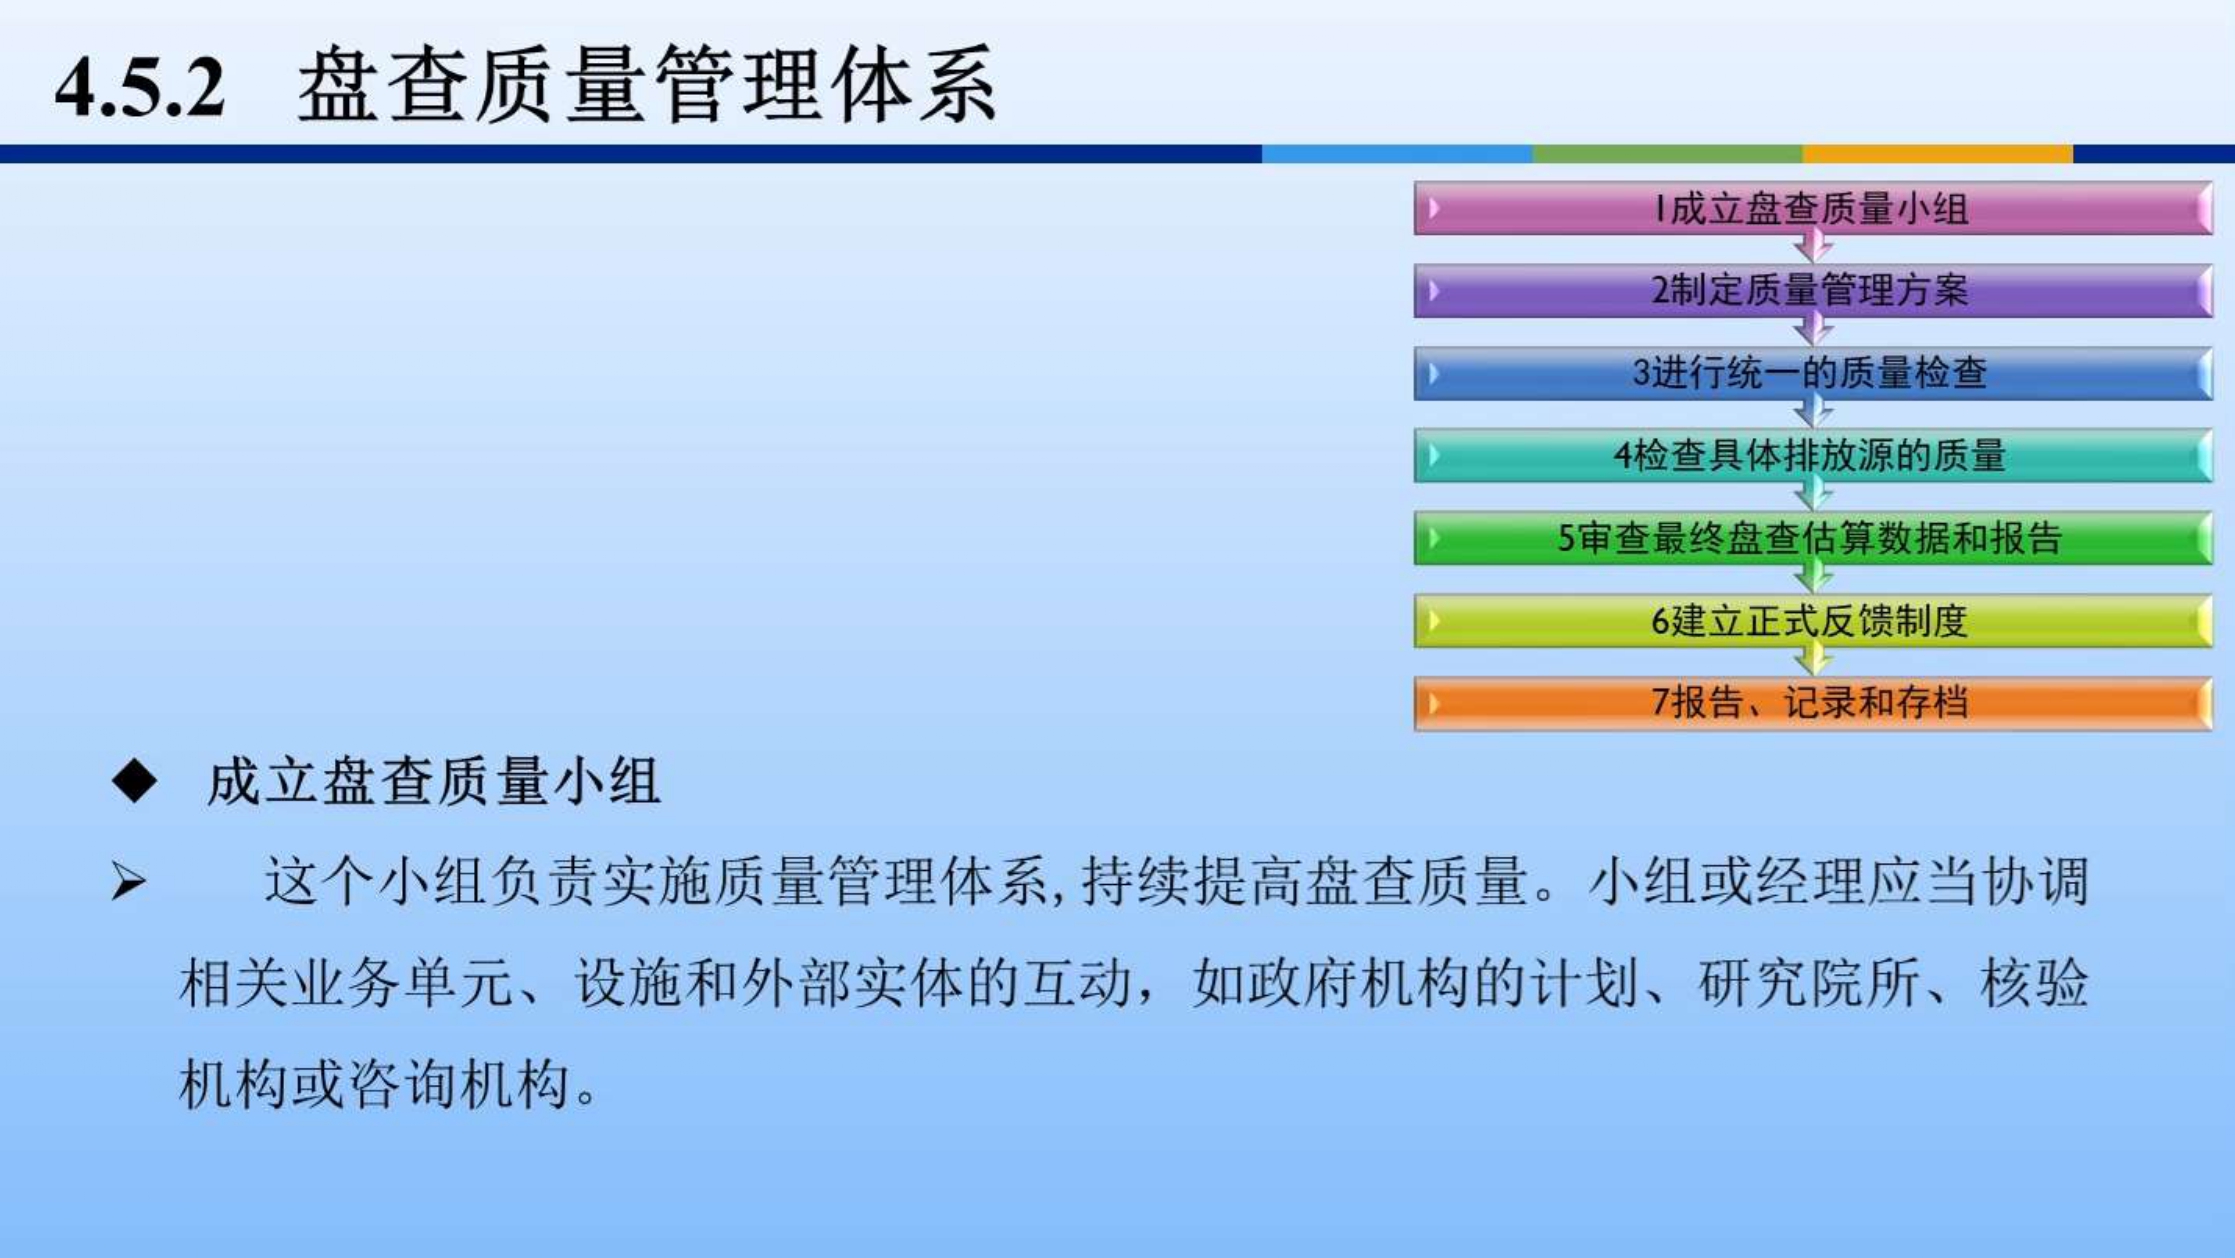 4.5.2 盘查质量管理体系
1成立盘查质量小组
2制定质量管理方案
3进行统一的质量检查
4检查具体排放源的质量
5审查最终盘查估算数据和报告
6建立正式反馈制度
7报告、记录和存档
◆ 成立盘查质量小组
➢ 这个小组负责实施质量管理体系,持续提高盘查质量。小组或经理应当协调
相关业务单元、设施和外部实体的互动，如政府机构的计划、研究院所、核验
机构或咨询机构。